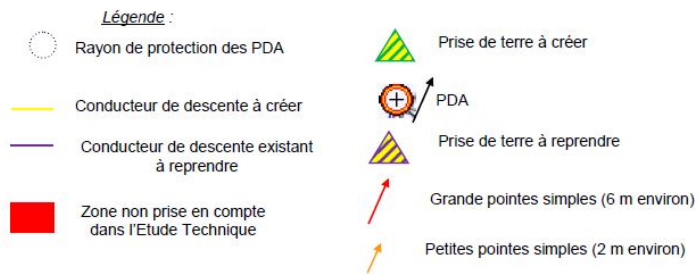 Légende :
Rayon de protection des PDA
Conducteur de descente à créer
Conducteur de descente existant
à reprendre
Zone non prise en compte
dans l'Etude Technique
Prise de terre à créer
PDA
Prise de terre à reprendre
Grande pointes simples (6 m environ)
Petites pointes simples (2 m environ)